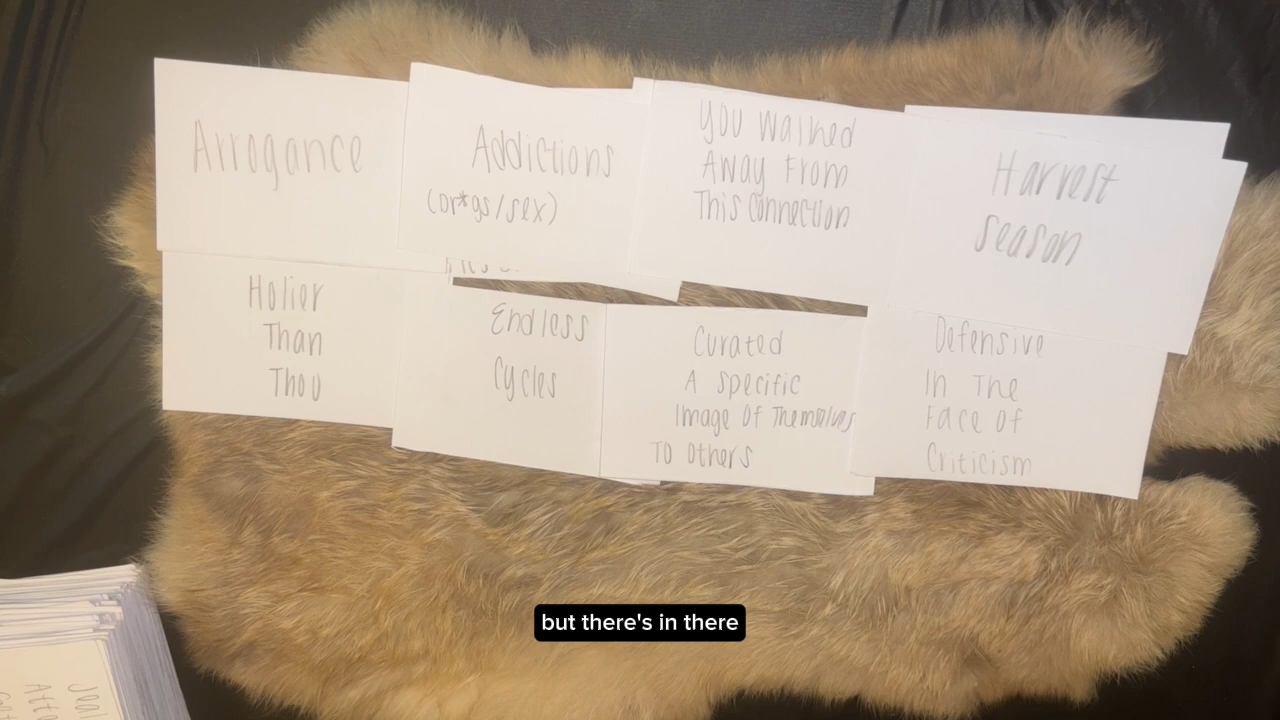 Arrogance
Addictions
(Dr*gs/sex)
You Walked
Away From
This Connection
Harvest
Season
Holier
Than
Thou
Endless
Cycles
Curated
A Specific
Image Of Themselves
To Others
Defensive
In The
Face Of
Criticism
but there's in there